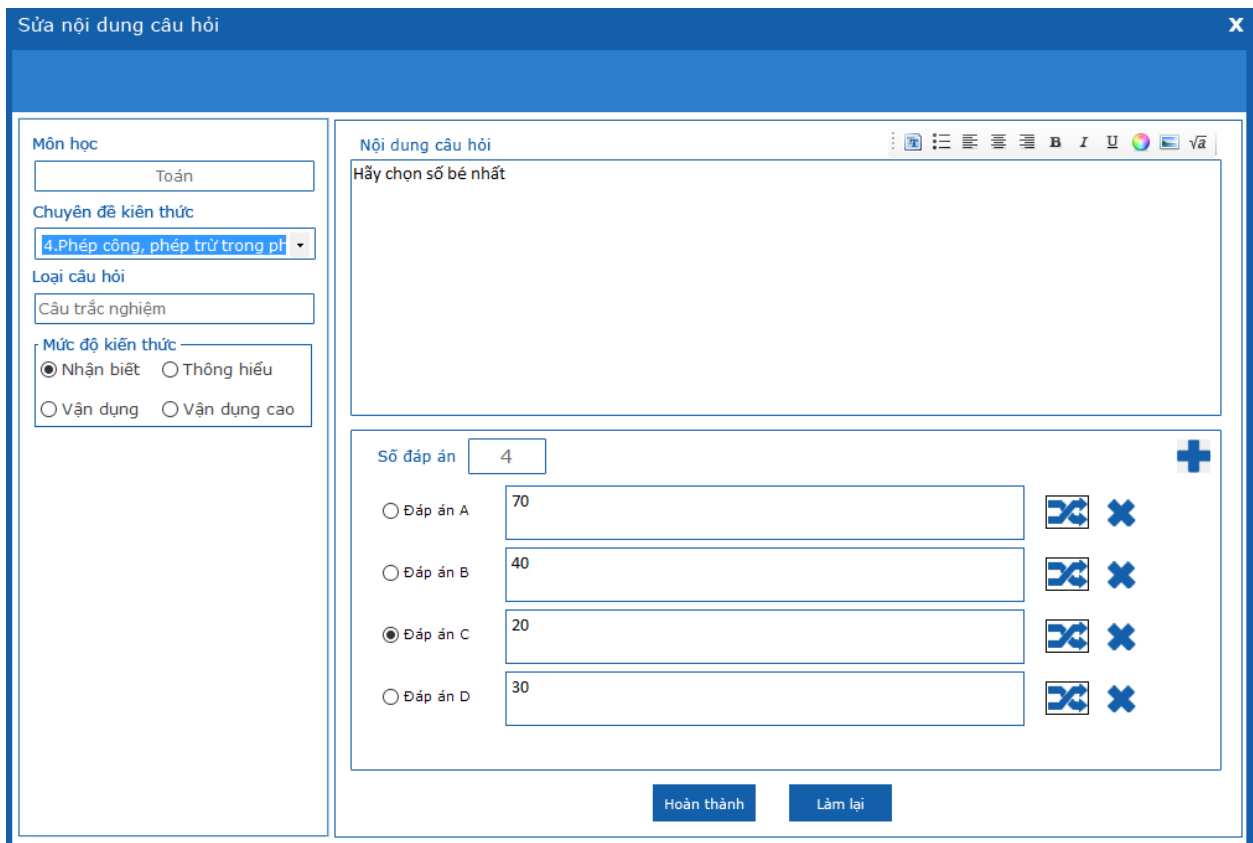 Sửa nội dung câu hỏi
X
Môn học
Toán
Chuyên đề kiên thức
4.Phép công, phép trừ trong ph
Loại câu hỏi
Câu trắc nghiệm
Mức độ kiến thức
Nhận biết Thông hiểu
Vận dụng Vận dụng cao
Nội dung câu hỏi
B I U √a
Hãy chọn số bé nhất
Số đáp án 4
Đáp án A 70
Đáp án B 40
Đáp án C 20
Đáp án D 30
Hoàn thành Làm lại